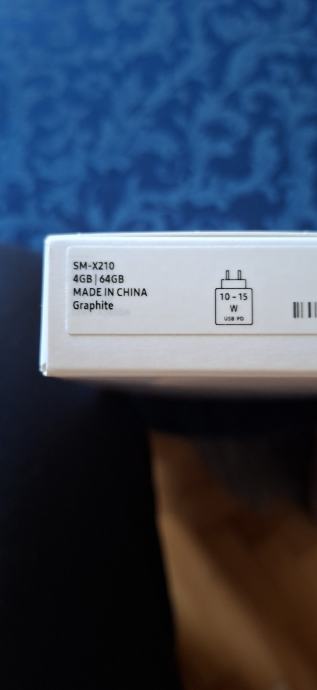 SM-X210
4GB | 64GB
MADE IN CHINA
Graphite
10 – 15
W
USB PD